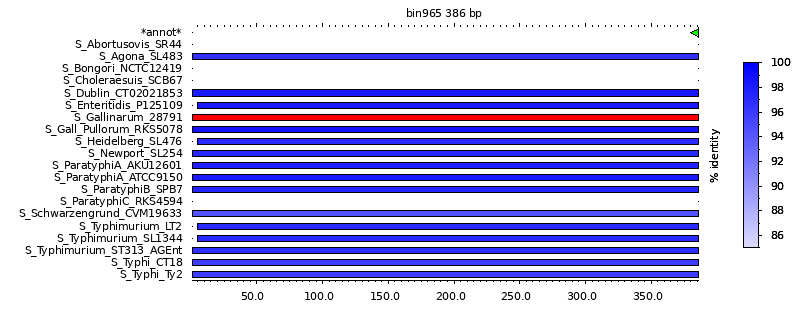 bin965 386 bp
*annot*
S_Abortusovis_SR44
S_Agona_SL483
S_Bongori_NCTC12419
S_Choleraesuis_SCB67
S_Dublin_CT02021853
S_Enteritidis_P125109
S_Gallinarum_28791
S_Gall_Pullorum_RKS5078
S_Heidelberg_SL476
S_Newport_SL254
S_ParatyphiA_AKU12601
S_ParatyphiA_ATCC9150
S_ParatyphiB_SPB7
S_ParatyphiC_RKS4594
S_Schwarzengrund_CVM19633
S_Typhimurium_LT2
S_Typhimurium_SL1344
S_Typhimurium_ST313_AGEnt
S_Typhi_CT18
S_Typhi_Ty2
50.0 100.0 150.0 200.0 250.0 300.0 350.0
% identity
100
98
96
94
92
90
88
86